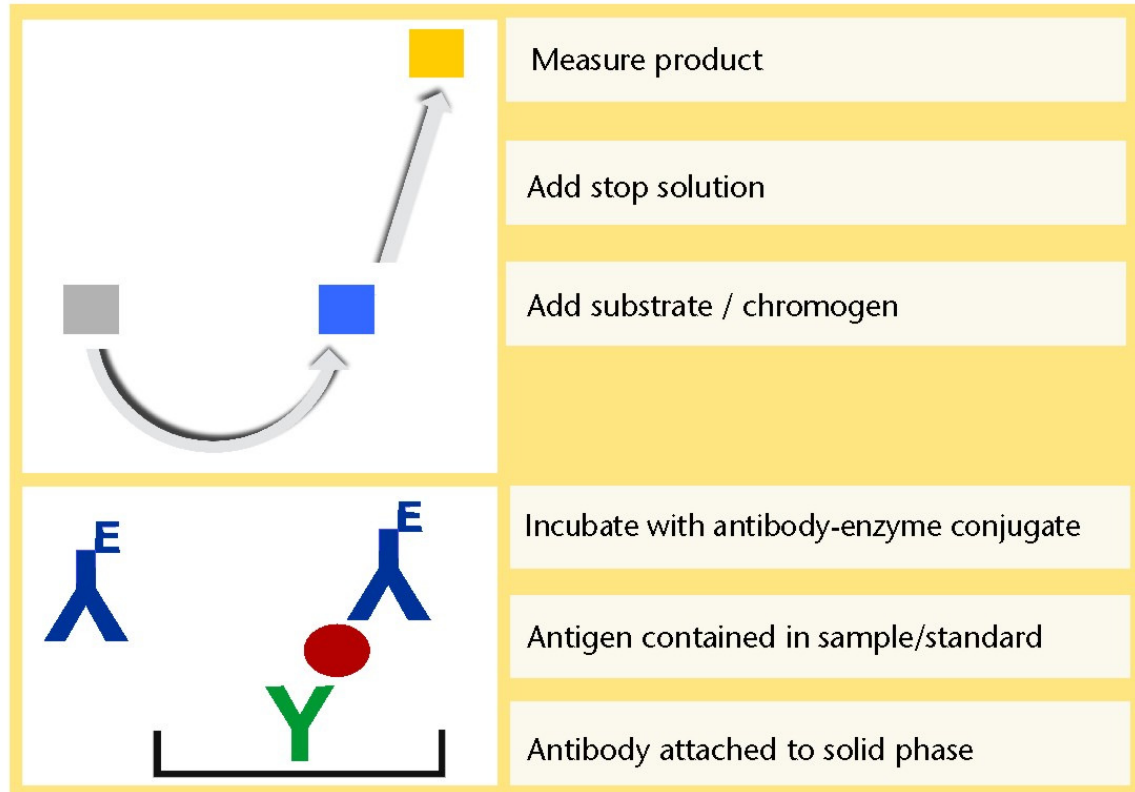 Measure product
Add stop solution
Add substrate / chromogen
E
E
Incubate with antibody-enzyme conjugate
Antigen contained in sample/standard
Antibody attached to solid phase